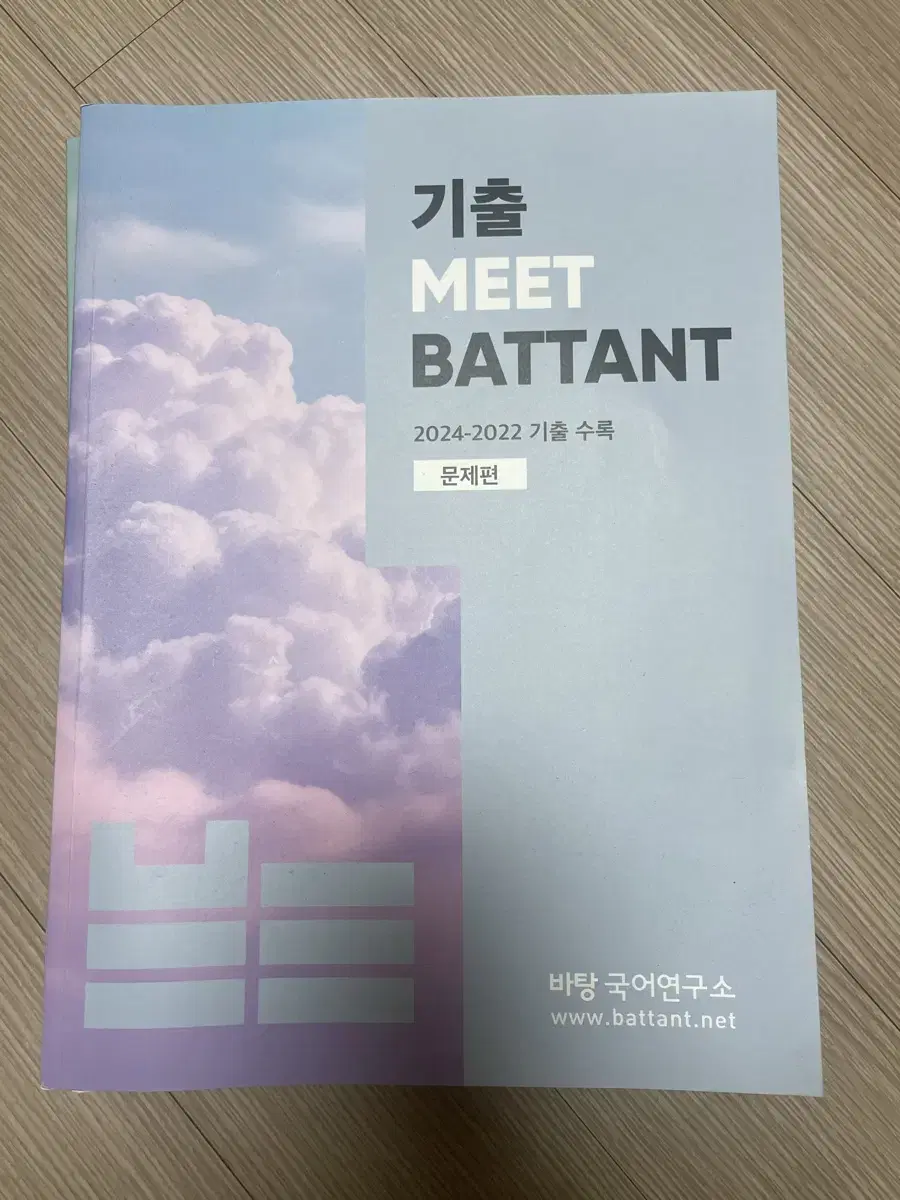 기출
MEET
BATTANT
2024-2022 기출 수록
문제편
바탕 국어연구소
www.battant.net